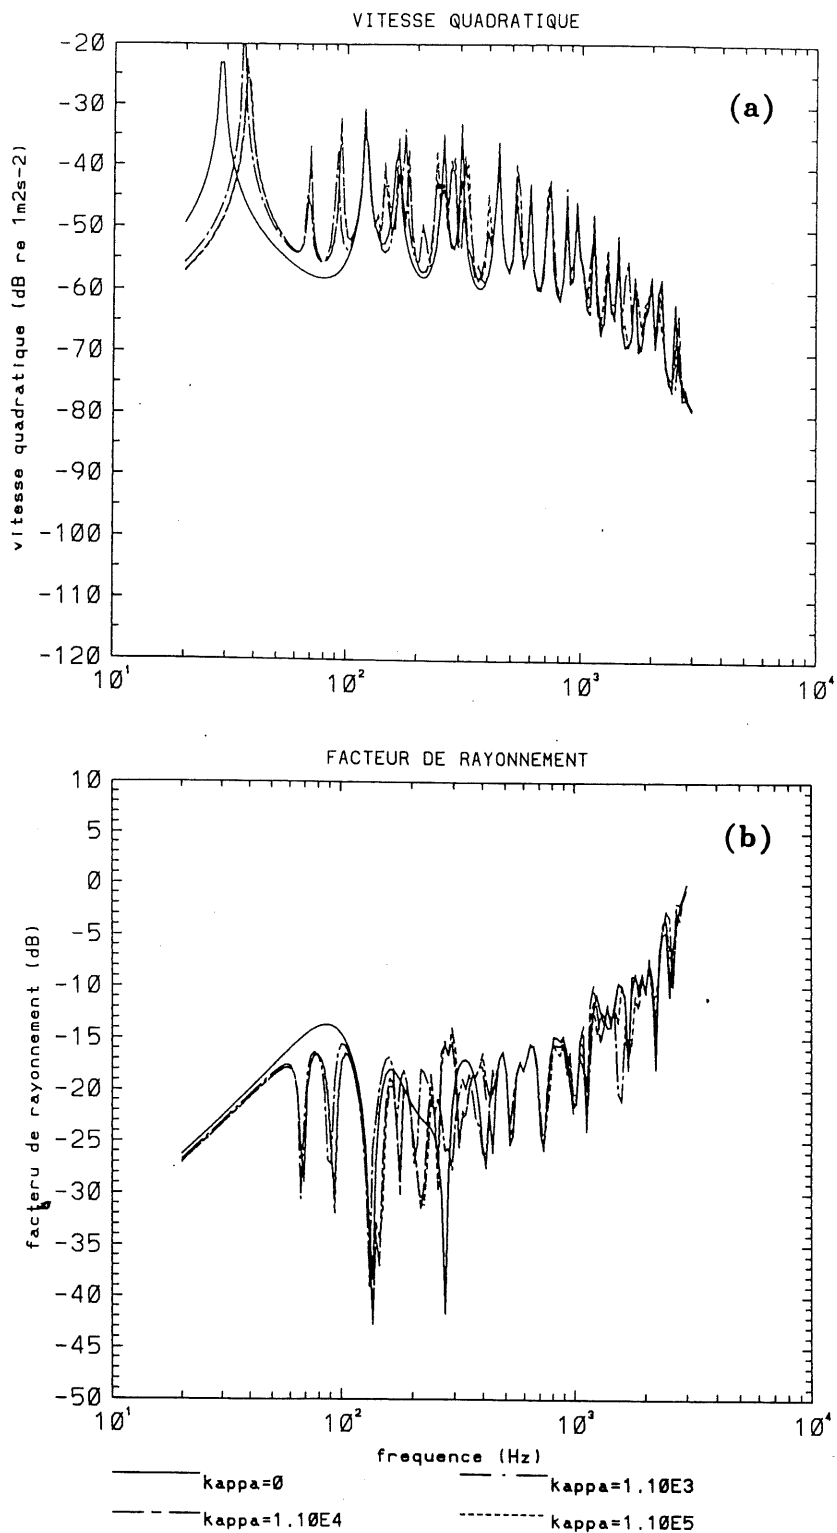 VITESSE QUADRATIQUE
(a)
vitesse quadratique (dB re 1m2s-2)
-20
-30
-40
-50
-60
-70
-80
-90
-100
-110
-120
10¹ 10² 10³ 10⁴
FACTEUR DE RAYONNEMENT
(b)
facteru de rayonnement (dB)
10
5
0
-5
-10
-15
-20
-25
-30
-35
-40
-45
-50
10¹ 10² 10³ 10⁴
frequence (Hz)
kappa=0 kappa=1.10E3
kappa=1.10E4 kappa=1.10E5